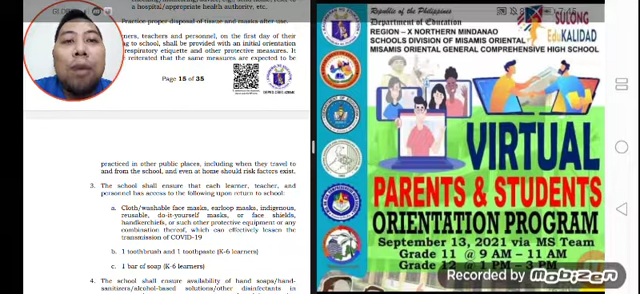 a hospital/appropriate health authority, etc.
Practice proper disposal of tissue and masks after use.
ners, teachers and personnel, on the first day of their
g to school, shall be provided with an initial orientation
respiratory etiquette and other protective measures. It
reiterated that the same measures are expected to be
Page 15 of 35
practiced in other public places, including when they travel to
and from the school, and even at home should risk factors exist.
3. The school shall ensure that each learner, teacher, and
personnel has access to the following upon return to school:
a. Cloth/washable face masks, earloop masks, indigenous,
reusable, do-it-yourself masks, or face shields,
handkerchiefs, or such other protective equipment or any
combination thereof, which can effectively lessen the
transmission of COVID-19
b. 1 toothbrush and 1 toothpaste (K-6 learners)
c. 1 bar of soap (K-6 learners)
4. The school shall ensure availability of hand soaps/hand-
sanitizers/alcohol-based solutions/other disinfectants in
Republic of the Philippines
Department of Education
REGION - X NORTHERN MINDANAO
SCHOOLS DIVISION OF MISAMIS ORIENTAL
MISAMIS ORIENTAL GENERAL COMPREHENSIVE HIGH SCHOOL
SULONG
EduKALIDAD
VIRTUAL
PARENTS & STUDENTS
ORIENTATION PROGRAM
September 13, 2021 via MS Team
Grade 11 @ 9 AM - 11 AM
Grade 12 @ 1 PM - 3 PM
Recorded by Mobizen